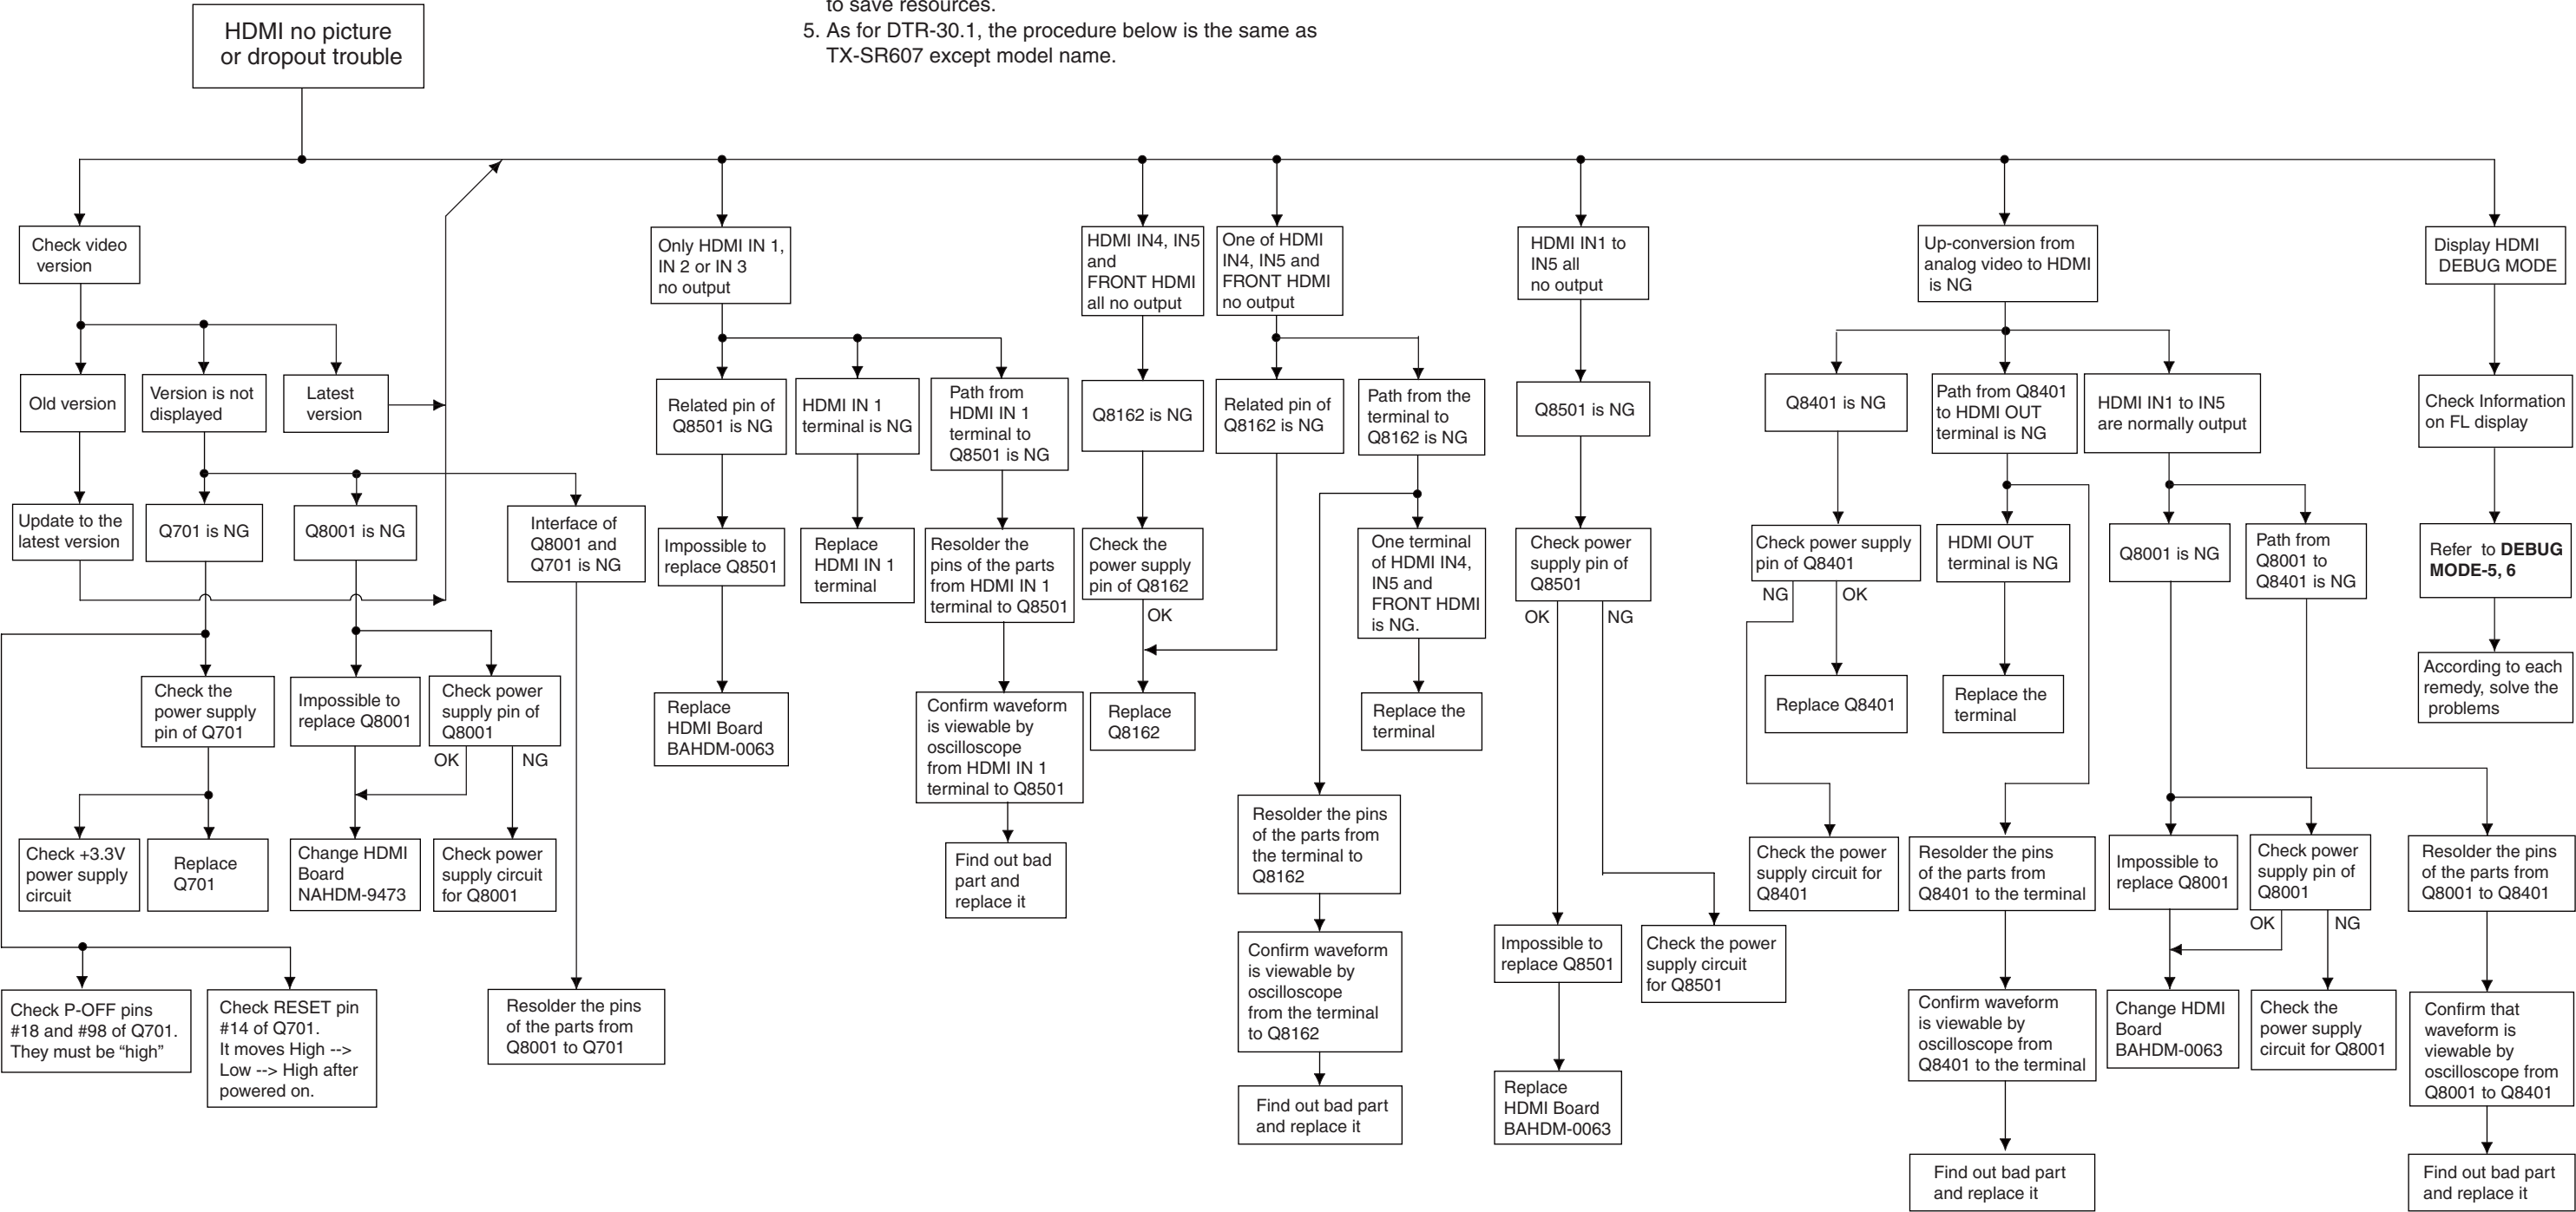 to save resources.
5. As for DTR-30.1, the procedure below is the same as
TX-SR607 except model name.
HDMI no picture
or dropout trouble
Check video
version
Only HDMI IN 1,
IN 2 or IN 3
no output
HDMI IN4, IN5
and
FRONT HDMI
all no output
One of HDMI
IN4, IN5 and
FRONT HDMI
no output
HDMI IN1 to
IN5 all
no output
Up-conversion from
analog video to HDMI
is NG
Display HDMI
DEBUG MODE
Old version
Version is not
displayed
Latest
version
Related pin of
Q8501 is NG
HDMI IN 1
terminal is NG
Path from
HDMI IN 1
terminal to
Q8501 is NG
Q8162 is NG
Related pin of
Q8162 is NG
Path from the
terminal to
Q8162 is NG
Q8501 is NG
Q8401 is NG
Path from Q8401
to HDMI OUT
terminal is NG
HDMI IN1 to IN5
are normally output
Check Information
on FL display
Update to the
latest version
Q701 is NG
Q8001 is NG
Interface of
Q8001 and
Q701 is NG
Impossible to
replace Q8501
Replace
HDMI IN 1
terminal
Resolder the
pins of the parts
from HDMI IN 1
terminal to Q8501
Check the
power supply
pin of Q8162
OK
One terminal
of HDMI IN4,
IN5 and
FRONT HDMI
is NG.
Check power
supply pin of
Q8501
OK
NG
Check power supply
pin of Q8401
NG
OK
HDMI OUT
terminal is NG
Q8001 is NG
Path from
Q8001 to
Q8401 is NG
Refer to DEBUG
MODE-5, 6
Check the
power supply
pin of Q701
Impossible to
replace Q8001
Check power
supply pin of
Q8001
OK
NG
Replace
HDMI Board
BAHDM-0063
Confirm waveform
is viewable by
oscilloscope
from HDMI IN 1
terminal to Q8501
Replace
Q8162
Replace the
terminal
Replace Q8401
Replace the
terminal
According to each
remedy, solve the
problems
Check +3.3V
power supply
circuit
Replace
Q701
Change HDMI
Board
NAHDM-9473
Check power
supply circuit
for Q8001
Find out bad
part and
replace it
Resolder the pins
of the parts from
the terminal to
Q8162
Check the power
supply circuit for
Q8401
Resolder the pins
of the parts from
Q8401 to the terminal
Impossible to
replace Q8001
Check power
supply pin of
Q8001
OK
NG
Resolder the pins
of the parts from
Q8001 to Q8401
Check P-OFF pins
#18 and #98 of Q701.
They must be “high”
Check RESET pin
#14 of Q701.
It moves High -->
Low --> High after
powered on.
Resolder the pins
of the parts from
Q8001 to Q701
Confirm waveform
is viewable by
oscilloscope
from the terminal
to Q8162
Impossible to
replace Q8501
Check the power
supply circuit
for Q8501
Confirm waveform
is viewable by
oscilloscope from
Q8401 to the terminal
Change HDMI
Board
BAHDM-0063
Check the
power supply
circuit for Q8001
Confirm that
waveform is
viewable by
oscilloscope from
Q8001 to Q8401
Find out bad part
and replace it
Replace
HDMI Board
BAHDM-0063
Find out bad part
and replace it
Find out bad part
and replace it